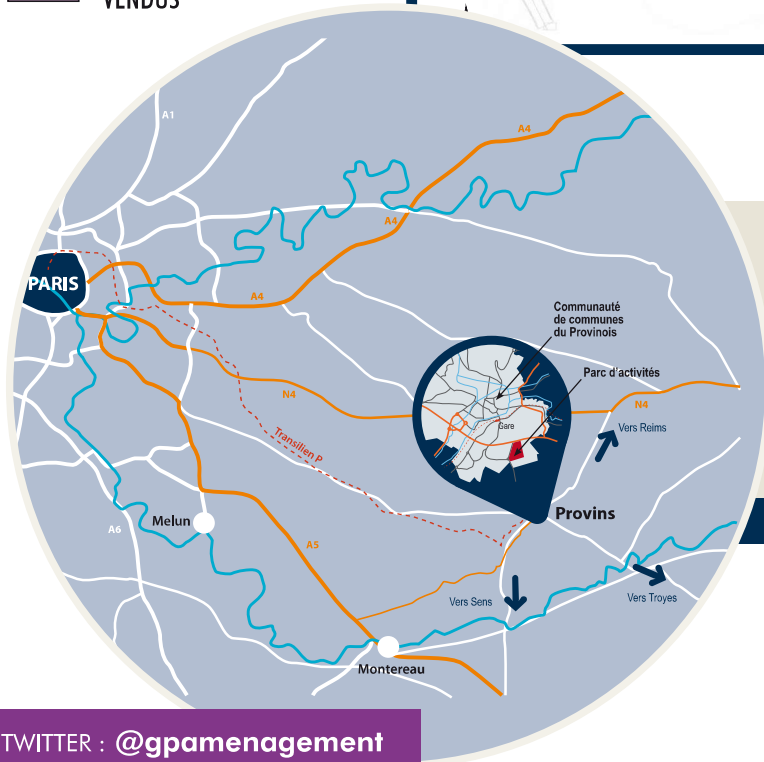 VENDUS
A1
A4
A4
PARIS
A4
Communauté
de communes
du Provinois
Parc d'activités
N4
N4
Gare
Vers Reims
Transilien P
Provins
Melun
A6
A5
Vers Sens
Vers Troyes
Montereau
TWITTER : @gpamenagement